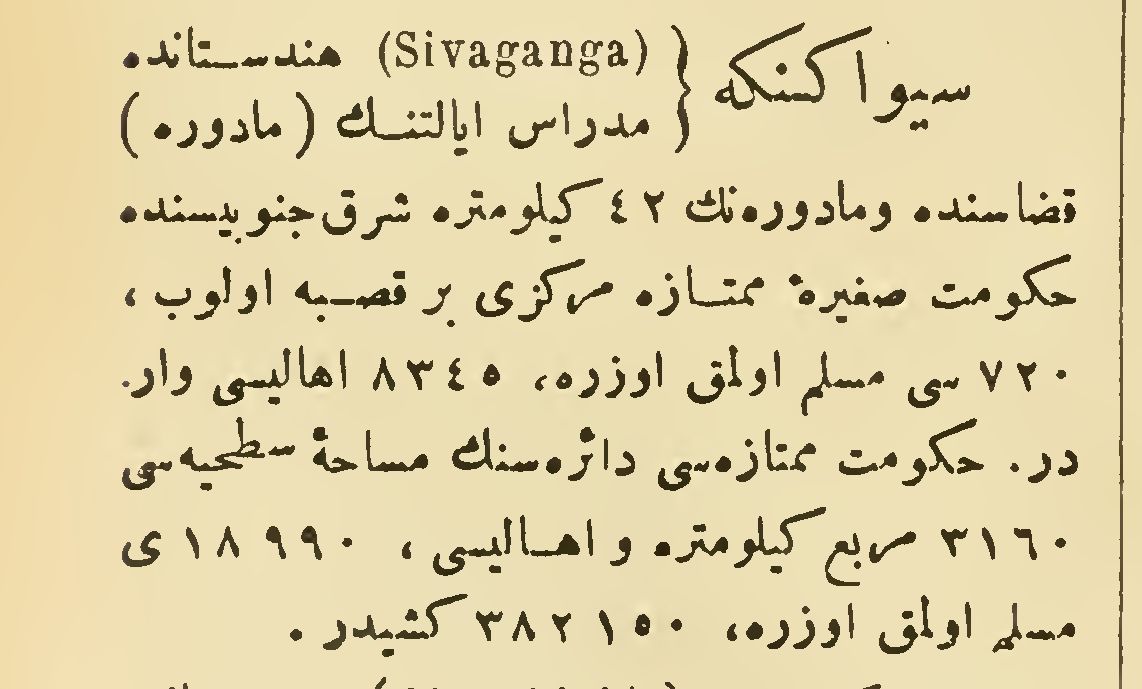 سیواکنکه { (Sivaganga) هندستانده
مدراس ایالتنك (مادوره)
قضاسنده ومادوره‌نك ٤٢ کیلومتره شرق جنوبیسنده
حکومت صغیرهٔ ممتازه مرکزی بر قصبه اولوب،
٧٢٠ سی مسلم اولمق اوزره، ٨٣٤٥ اهالیسی وار.
در. حکومت ممتازه‌سی دائره‌سنك مساحهٔ سطحیه‌سی
٣١٦٠ مربع کیلومتره و اهالیسی، ١٨٩٩٠ ی
مسلم اولمق اوزره، ٣٨٢١٥٠ کشیدر.